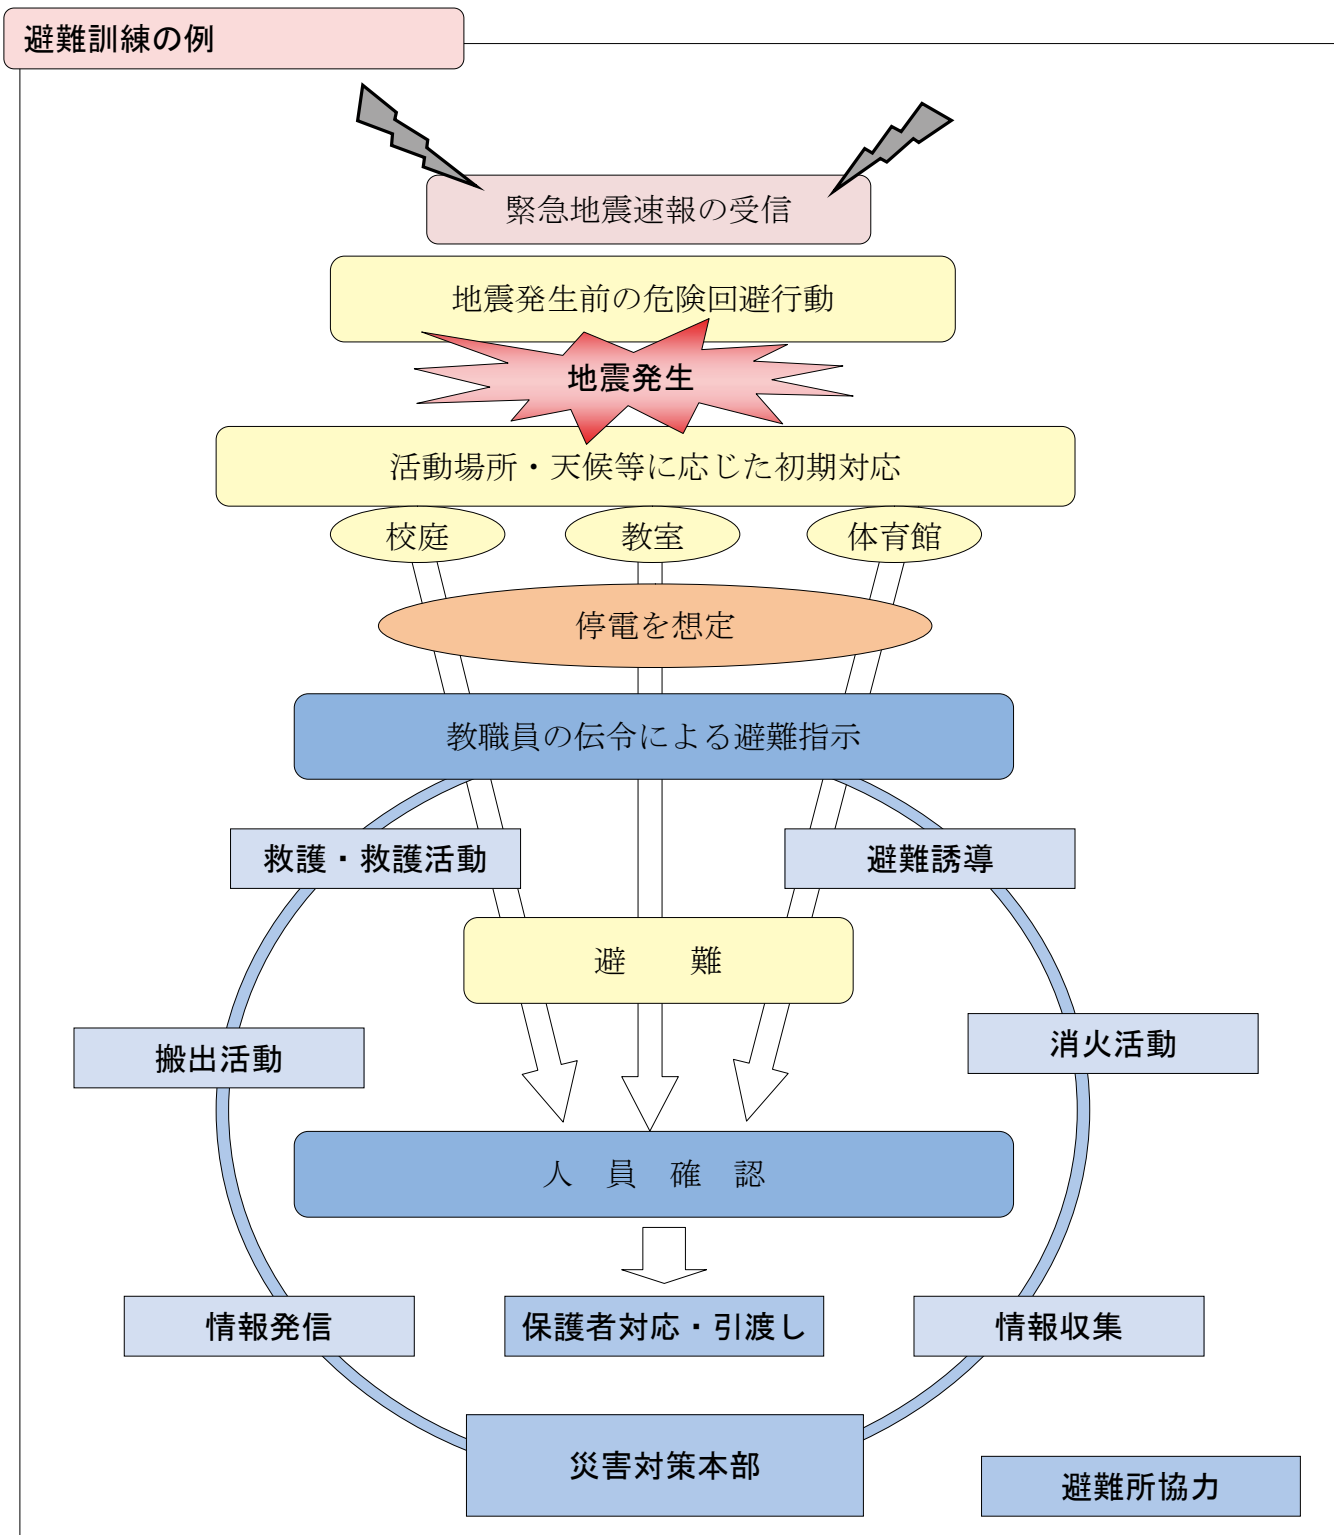 避難訓練の例
緊急地震速報の受信
地震発生前の危険回避行動
地震発生
活動場所・天候等に応じた初期対応
校庭
教室
体育館
停電を想定
教職員の伝令による避難指示
救護・救護活動
避難誘導
避　　難
搬出活動
消火活動
人　員　確　認
情報発信
保護者対応・引渡し
情報収集
災害対策本部
避難所協力